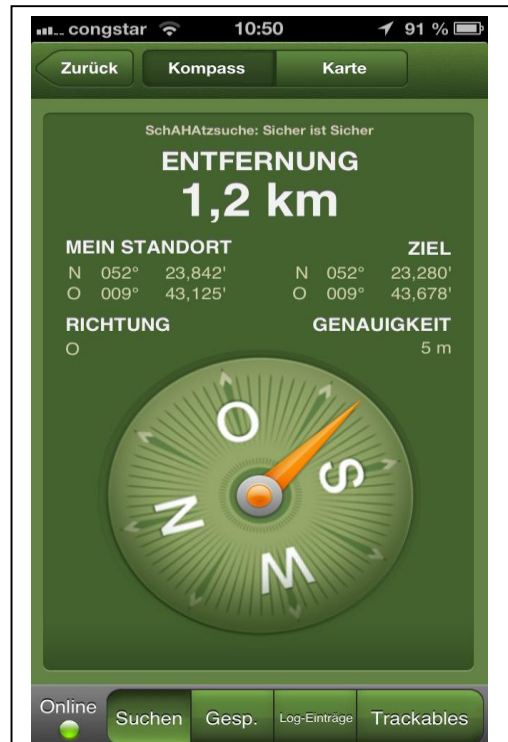 congstar 10:50 91 %
Zurück Kompass Karte
SchAHAtzsuche: Sicher ist Sicher
ENTFERNUNG
1,2 km
MEIN STANDORT ZIEL
N 052° 23,842' N 052° 23,280'
O 009° 43,125' O 009° 43,678'
RICHTUNG GENAUIGKEIT
O 5 m
O
S
N
W
Online Suchen Gesp. Log-Einträge Trackables